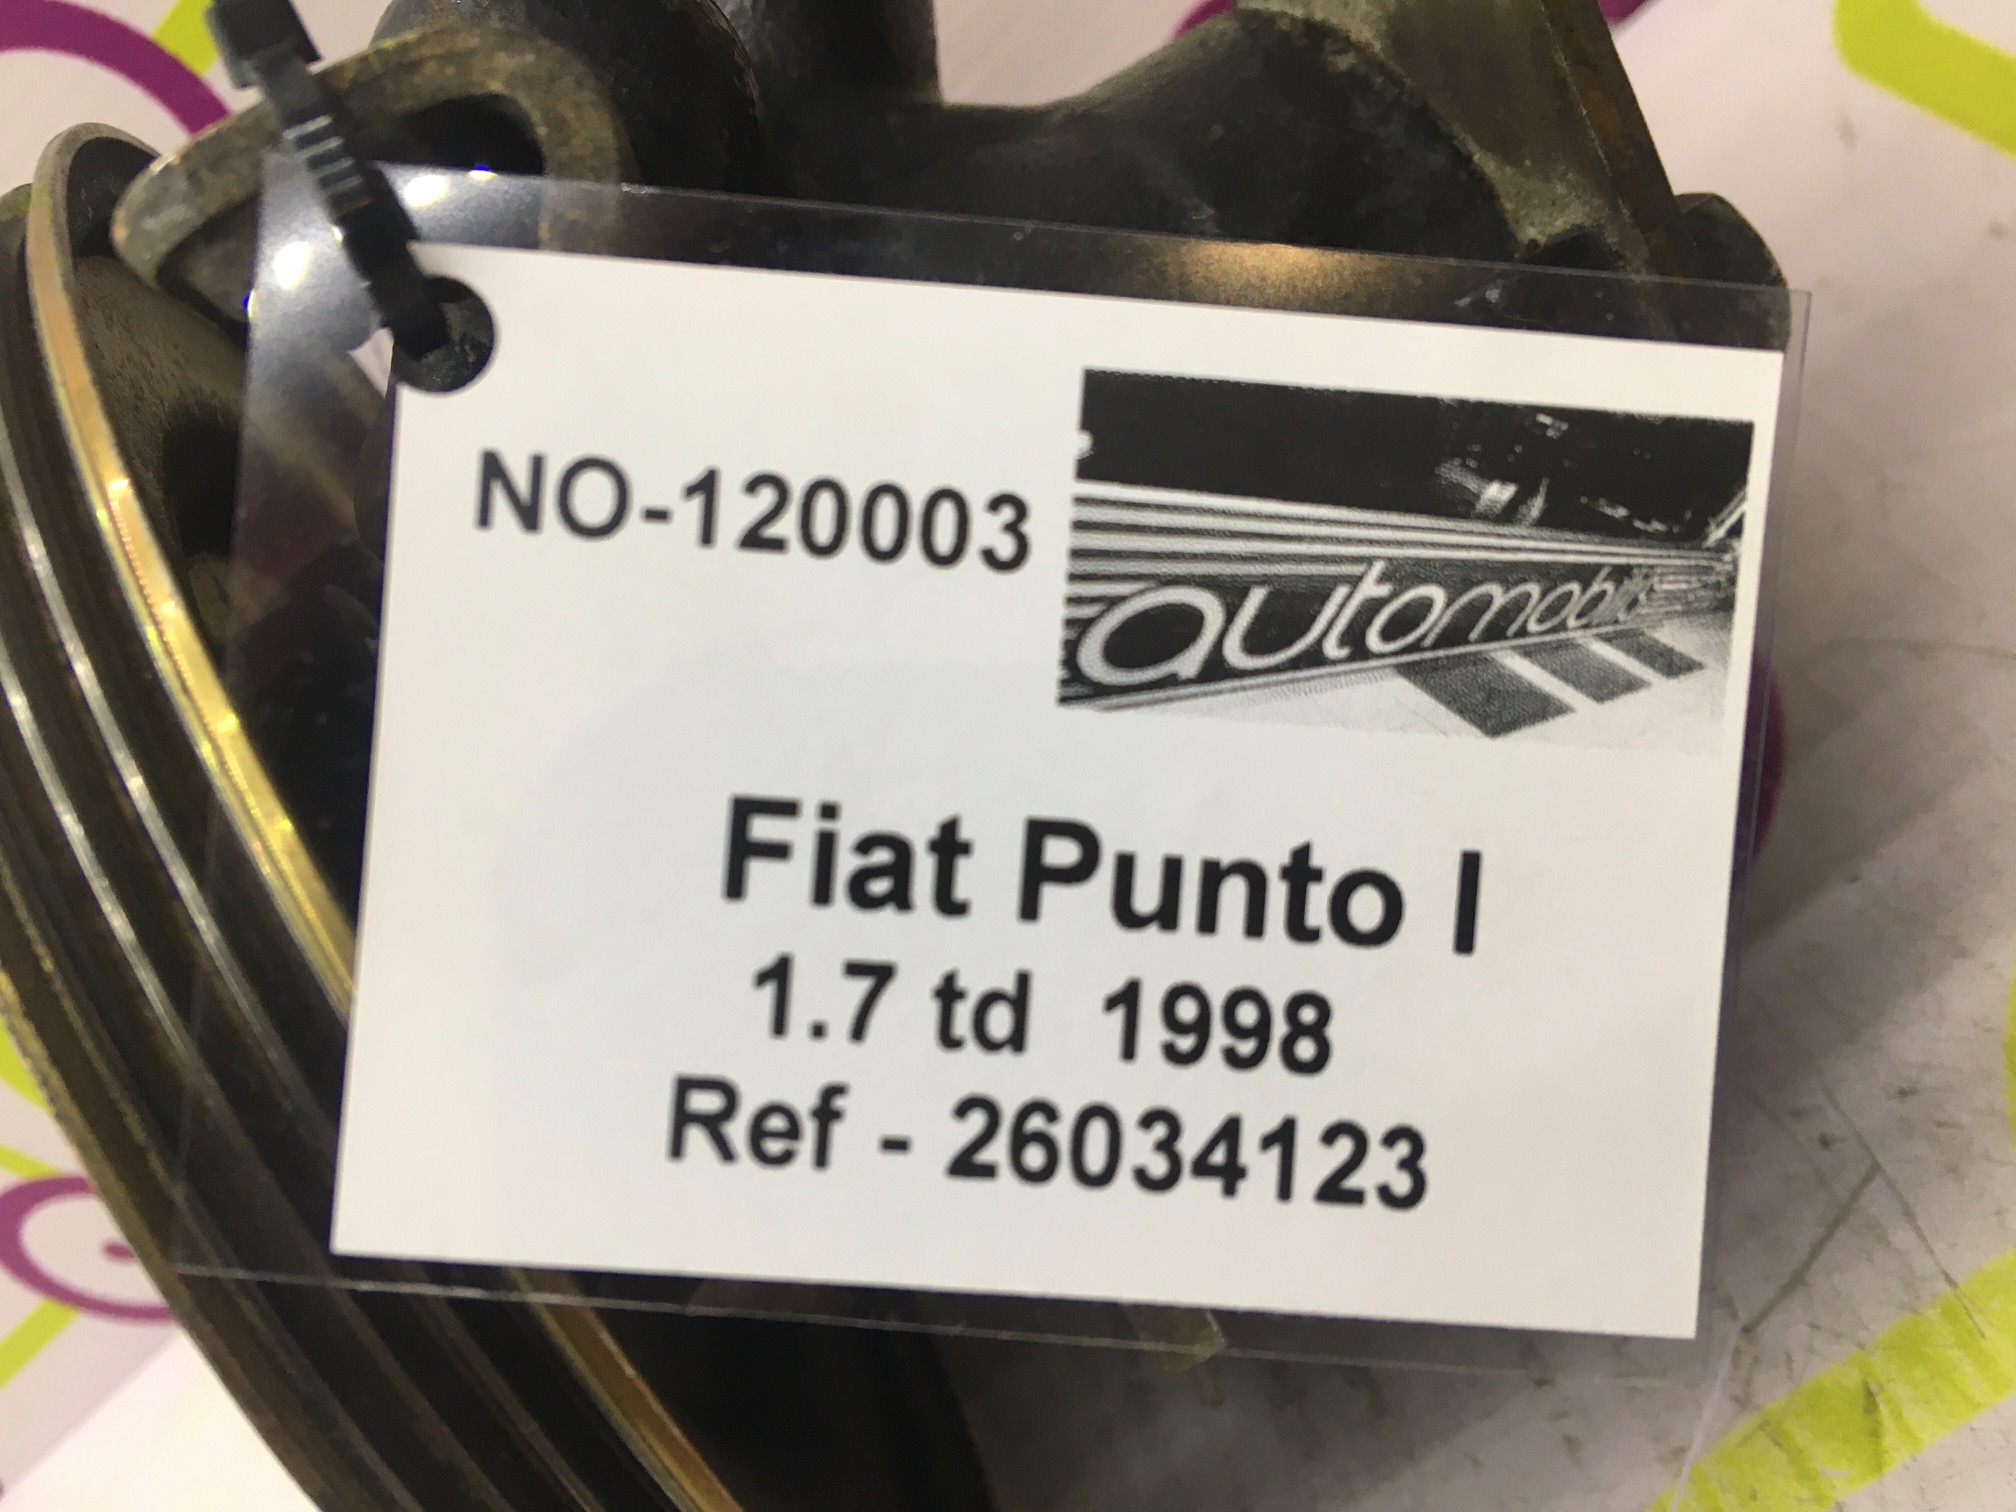 NO-120003
Fiat Punto I
1.7 td 1998
Ref - 26034123